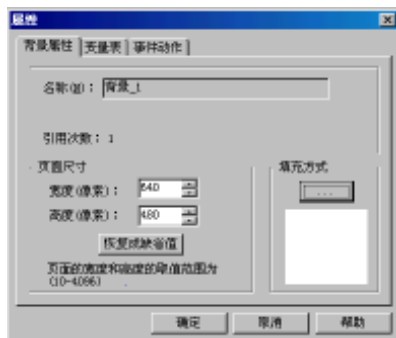 属性
背景属性 变量表 事件动作
名称(N)： 背景_1
引用次数： 1
页面尺寸
填充方式
宽度(像素)： 640
...
高度(像素)： 480
恢复成缺省值
页面的宽度和高度的取值范围为
(10-4096)
确定 取消 帮助